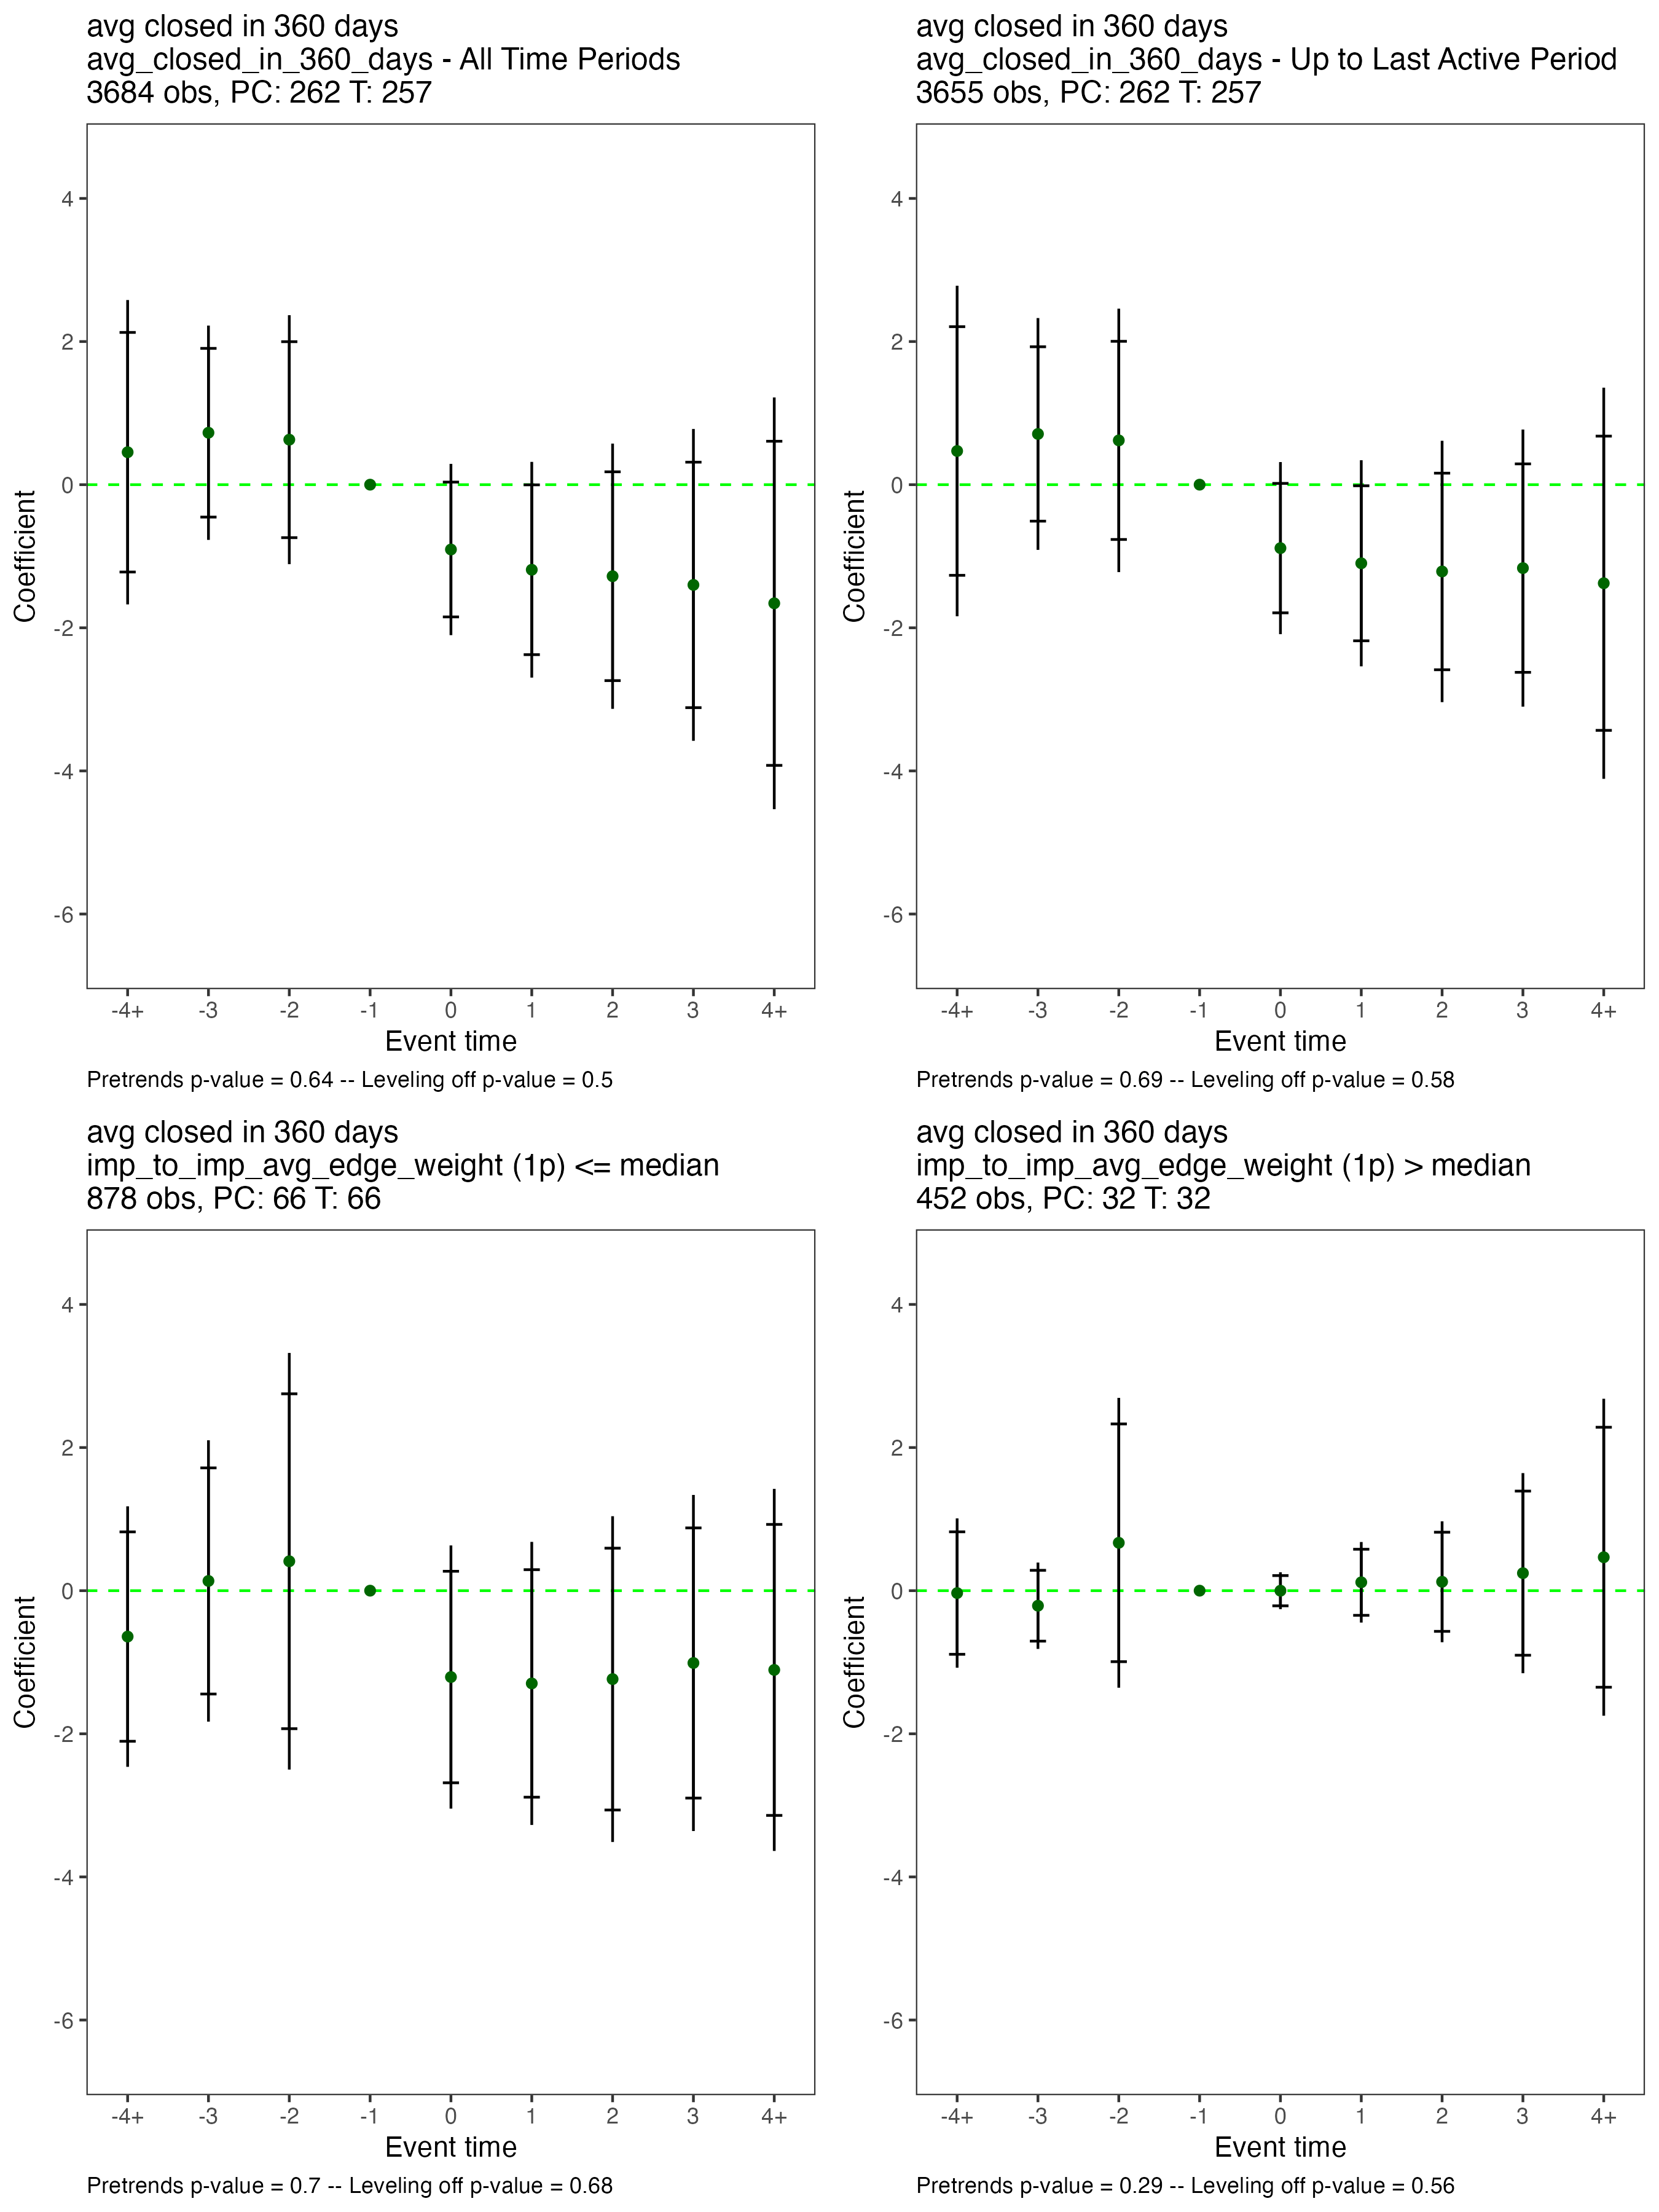 avg closed in 360 days
avg_closed_in_360_days - All Time Periods
3684 obs, PC: 262 T: 257
4
2
0
-2
-4
-6
Coefficient
-4+ -3 -2 -1 0 1 2 3 4+
Event time
Pretrends p-value = 0.64 -- Leveling off p-value = 0.5
avg closed in 360 days
avg_closed_in_360_days - Up to Last Active Period
3655 obs, PC: 262 T: 257
4
2
0
-2
-4
-6
Coefficient
-4+ -3 -2 -1 0 1 2 3 4+
Event time
Pretrends p-value = 0.69 -- Leveling off p-value = 0.58
avg closed in 360 days
imp_to_imp_avg_edge_weight (1p) <= median
878 obs, PC: 66 T: 66
4
2
0
-2
-4
-6
Coefficient
-4+ -3 -2 -1 0 1 2 3 4+
Event time
Pretrends p-value = 0.7 -- Leveling off p-value = 0.68
avg closed in 360 days
imp_to_imp_avg_edge_weight (1p) > median
452 obs, PC: 32 T: 32
4
2
0
-2
-4
-6
Coefficient
-4+ -3 -2 -1 0 1 2 3 4+
Event time
Pretrends p-value = 0.29 -- Leveling off p-value = 0.56